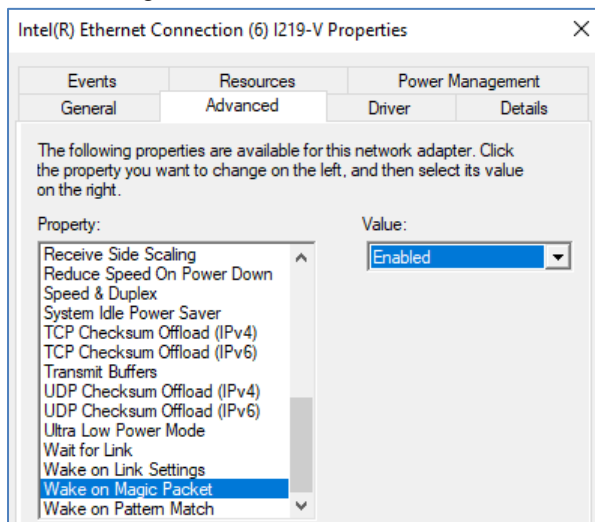 Intel(R) Ethernet Connection (6) I219-V Properties
Events Resources Power Management
General Advanced Driver Details
The following properties are available for this network adapter. Click
the property you want to change on the left, and then select its value
on the right.
Property:
Value:
Receive Side Scaling
Enabled
Reduce Speed On Power Down
Speed & Duplex
System Idle Power Saver
TCP Checksum Offload (IPv4)
TCP Checksum Offload (IPv6)
Transmit Buffers
UDP Checksum Offload (IPv4)
UDP Checksum Offload (IPv6)
Ultra Low Power Mode
Wait for Link
Wake on Link Settings
Wake on Magic Packet
Wake on Pattern Match